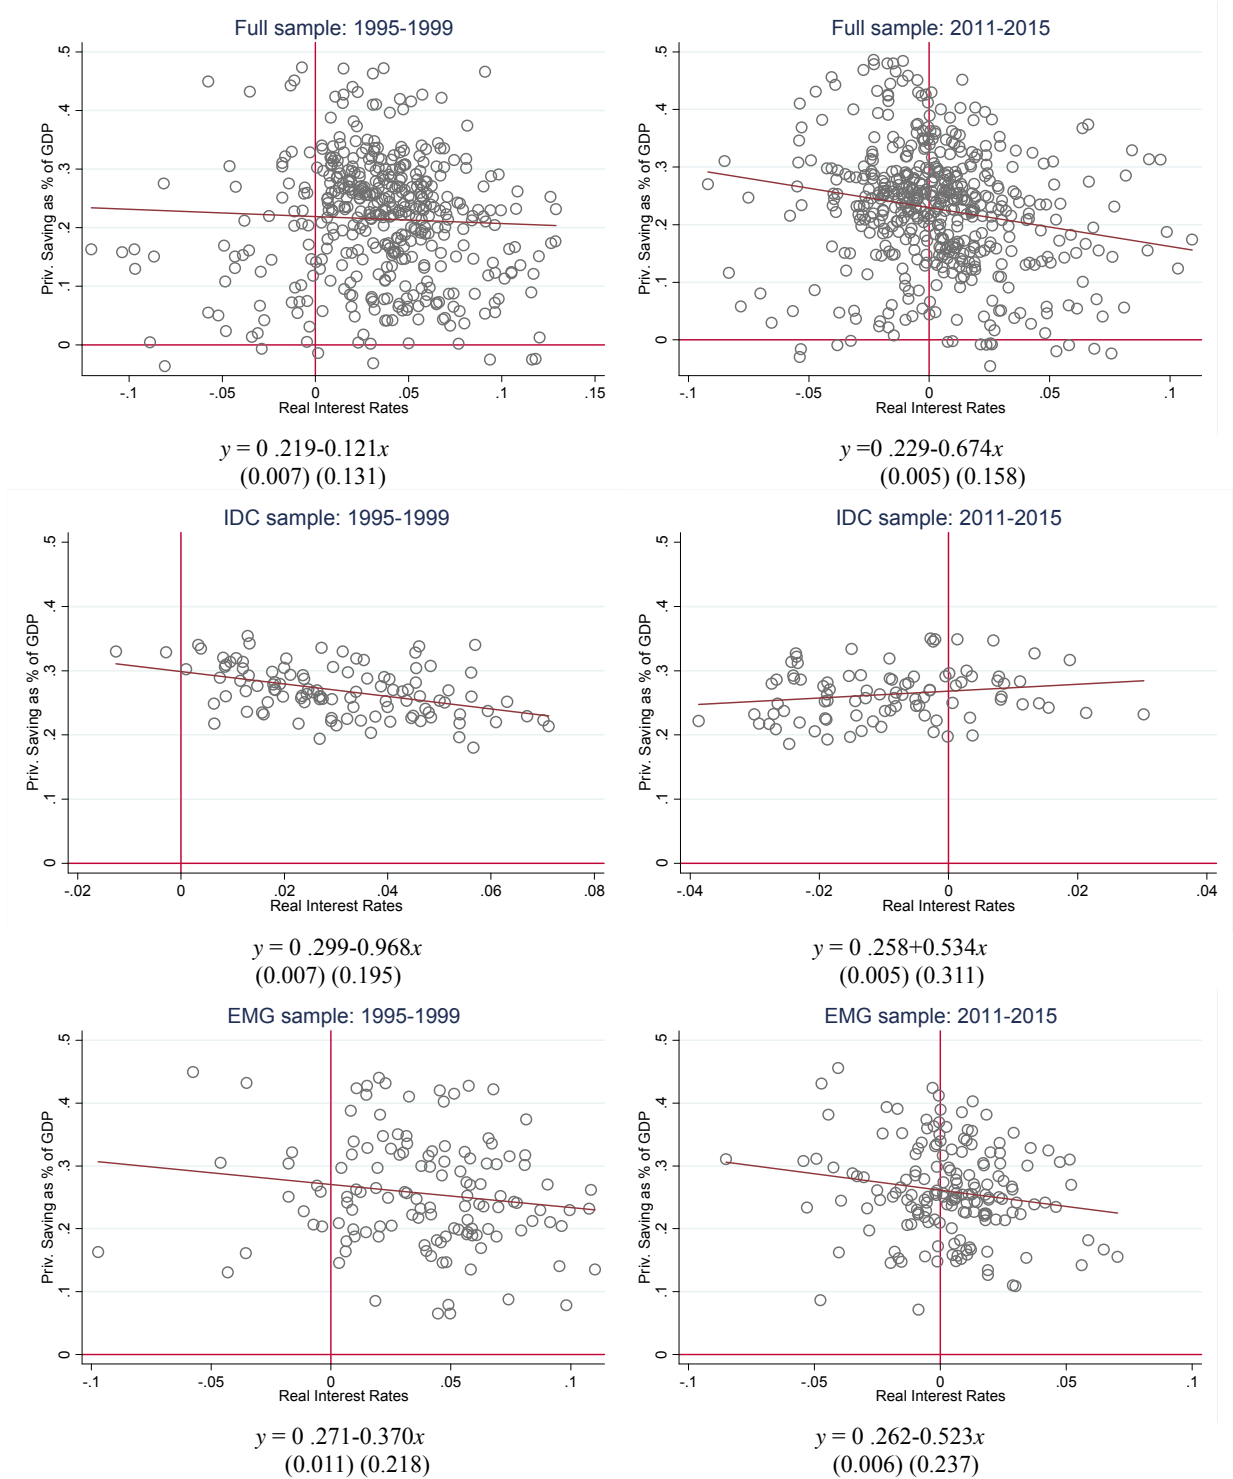 Full sample: 1995-1999
Priv. Saving as % of GDP
.5
.4
.3
.2
.1
0
-.1 -.05 0 .05 .1 .15
Real Interest Rates
y = 0 .219-0.121x
(0.007) (0.131)
Full sample: 2011-2015
Priv. Saving as % of GDP
.5
.4
.3
.2
.1
0
-.1 -.05 0 .05 .1
Real Interest Rates
y =0 .229-0.674x
(0.005) (0.158)
IDC sample: 1995-1999
Priv. Saving as % of GDP
.5
.4
.3
.2
.1
0
-.02 0 .02 .04 .06 .08
Real Interest Rates
y = 0 .299-0.968x
(0.007) (0.195)
IDC sample: 2011-2015
Priv. Saving as % of GDP
.5
.4
.3
.2
.1
0
-.04 -.02 0 .02 .04
Real Interest Rates
y = 0 .258+0.534x
(0.005) (0.311)
EMG sample: 1995-1999
Priv. Saving as % of GDP
.5
.4
.3
.2
.1
0
-.1 -.05 0 .05 .1
Real Interest Rates
y = 0 .271-0.370x
(0.011) (0.218)
EMG sample: 2011-2015
Priv. Saving as % of GDP
.5
.4
.3
.2
.1
0
-.1 -.05 0 .05 .1
Real Interest Rates
y = 0 .262-0.523x
(0.006) (0.237)